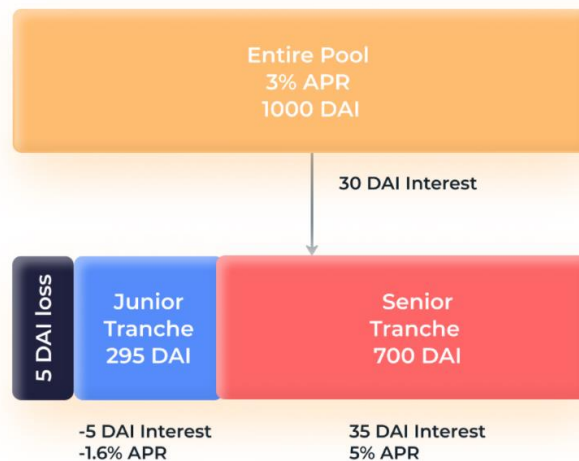 Entire Pool
3% APR
1000 DAI
30 DAI Interest
5 DAI loss
Junior
Tranche
295 DAI
Senior
Tranche
700 DAI
-5 DAI Interest
-1.6% APR
35 DAI Interest
5% APR